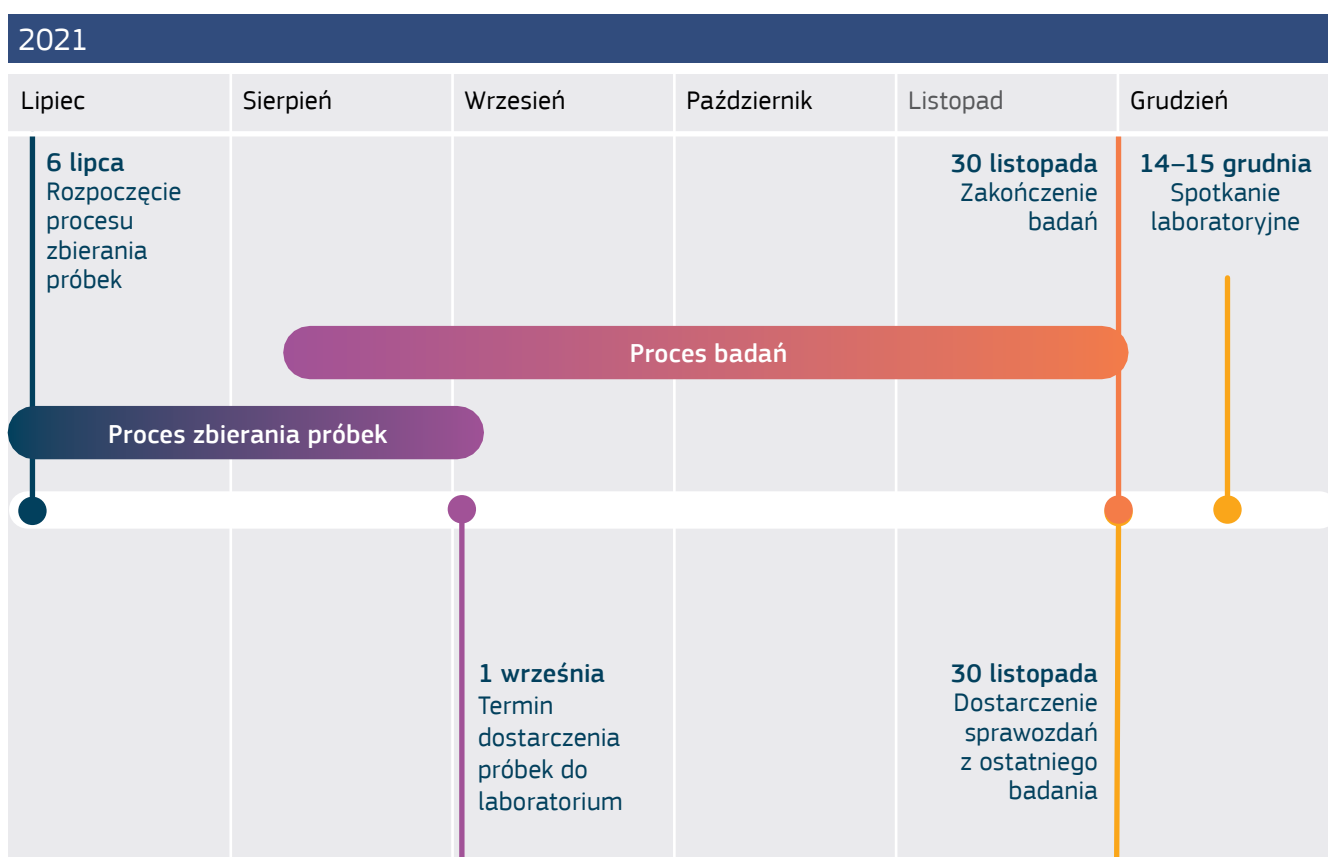 2021
Lipiec
Sierpień
Wrzesień
Październik
Listopad
Grudzień
6 lipca
Rozpoczęcie
procesu
zbierania
próbek
30 listopada
Zakończenie
badań
14–15 grudnia
Spotkanie
laboratoryjne
Proces badań
Proces zbierania próbek
1 września
Termin
dostarczenia
próbek do
laboratorium
30 listopada
Dostarczenie
sprawozdań
z ostatniego
badania